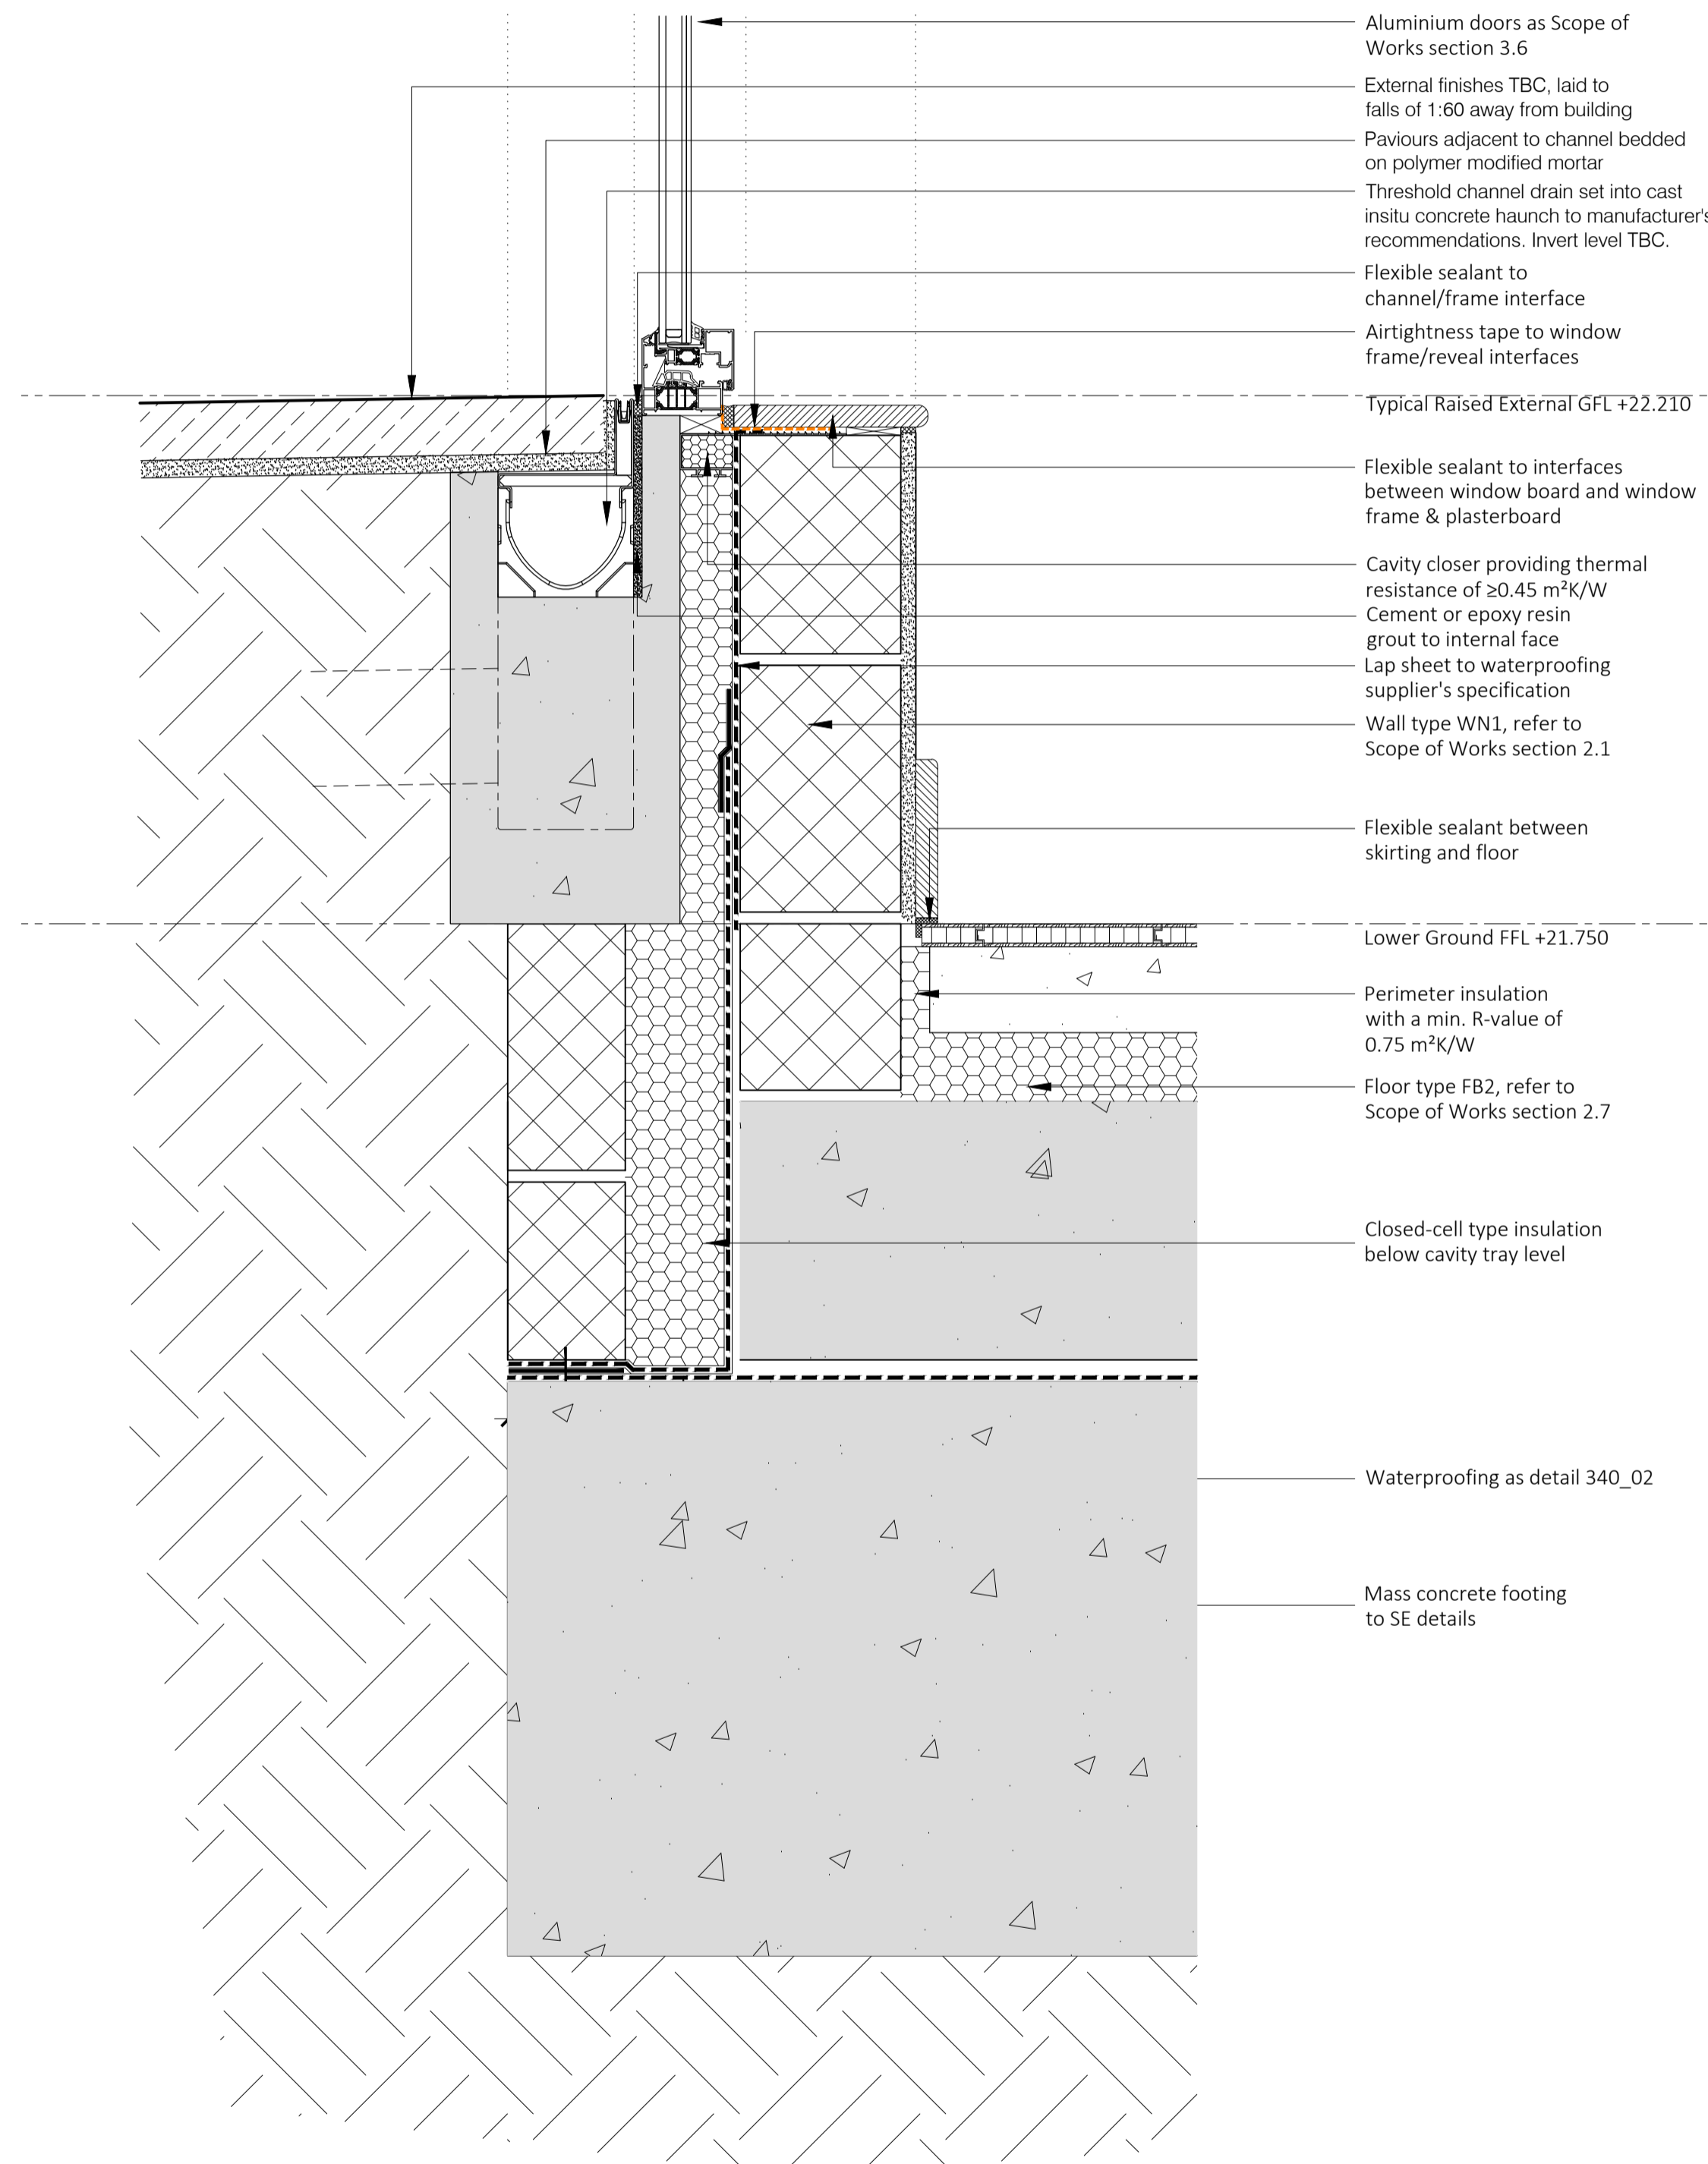 Aluminium doors as Scope of
Works section 3.6
External finishes TBC, laid to
falls of 1:60 away from building
Paviours adjacent to channel bedded
on polymer modified mortar
Threshold channel drain set into cast
insitu concrete haunch to manufacturer's
recommendations. Invert level TBC.
Flexible sealant to
channel/frame interface
Airtightness tape to window
frame/reveal interfaces
Typical Raised External GFL +22.210
Flexible sealant to interfaces
between window board and window
frame & plasterboard
Cavity closer providing thermal
resistance of ≥0.45 m²K/W
Cement or epoxy resin
grout to internal face
Lap sheet to waterproofing
supplier's specification
Wall type WN1, refer to
Scope of Works section 2.1
Flexible sealant between
skirting and floor
Lower Ground FFL +21.750
Perimeter insulation
with a min. R-value of
0.75 m²K/W
Floor type FB2, refer to
Scope of Works section 2.7
Closed-cell type insulation
below cavity tray level
Waterproofing as detail 340_02
Mass concrete footing
to SE details